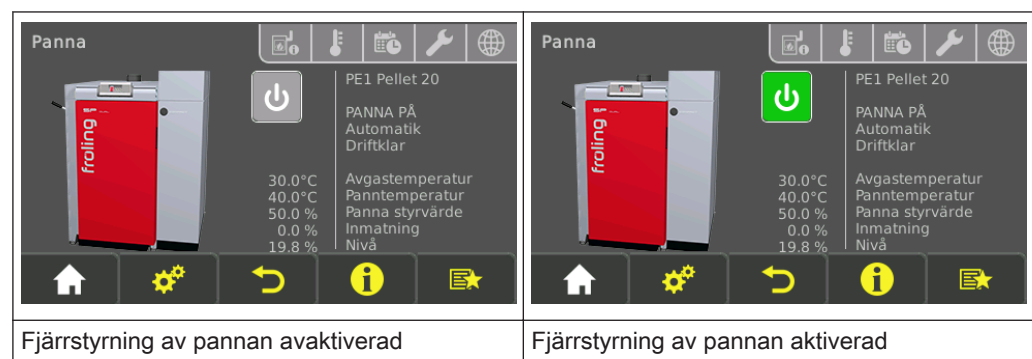 Panna
froling
PE1 Pellet 20
PANNA PÅ
Automatik
Driftklar
30.0°C Avgastemperatur
40.0°C Panntemperatur
50.0 % Panna styrvärde
0.0 % Inmatning
19.8 % Nivå
Fjärrstyrning av pannan avaktiverad
Panna
froling
PE1 Pellet 20
PANNA PÅ
Automatik
Driftklar
30.0°C Avgastemperatur
40.0°C Panntemperatur
50.0 % Panna styrvärde
0.0 % Inmatning
19.8 % Nivå
Fjärrstyrning av pannan aktiverad